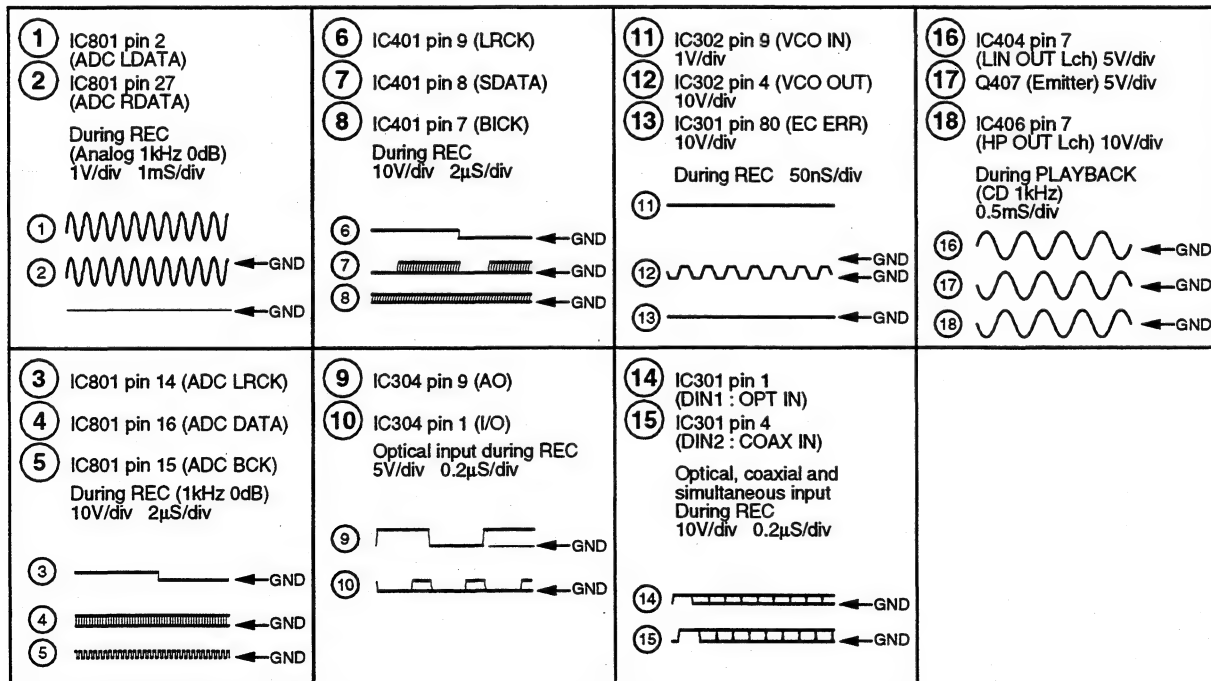 1 IC801 pin 2
(ADC LDATA)
2 IC801 pin 27
(ADC RDATA)
During REC
(Analog 1kHz 0dB)
1V/div 1mS/div
1
2
GND
GND
6 IC401 pin 9 (LRCK)
7 IC401 pin 8 (SDATA)
8 IC401 pin 7 (BICK)
During REC
10V/div 2µS/div
6
GND
7
GND
8
GND
11 IC302 pin 9 (VCO IN)
1V/div
12 IC302 pin 4 (VCO OUT)
10V/div
13 IC301 pin 80 (EC ERR)
10V/div
During REC 50nS/div
11
12
GND
GND
13
GND
16 IC404 pin 7
(LIN OUT Lch) 5V/div
17 Q407 (Emitter) 5V/div
18 IC406 pin 7
(HP OUT Lch) 10V/div
During PLAYBACK
(CD 1kHz)
0.5mS/div
16
GND
17
GND
18
GND
3 IC801 pin 14 (ADC LRCK)
4 IC801 pin 16 (ADC DATA)
5 IC801 pin 15 (ADC BCK)
During REC (1kHz 0dB)
10V/div 2µS/div
3
GND
4
GND
5
GND
9 IC304 pin 9 (AO)
10 IC304 pin 1 (I/O)
Optical input during REC
5V/div 0.2µS/div
9
GND
10
GND
14 IC301 pin 1
(DIN1 : OPT IN)
15 IC301 pin 4
(DIN2 : COAX IN)
Optical, coaxial and
simultaneous input
During REC
10V/div 0.2µS/div
14
GND
15
GND